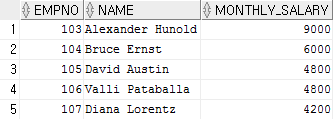 EMPNO NAME MONTHLY_SALARY
1 103 Alexander Hunold 9000
2 104 Bruce Ernst 6000
3 105 David Austin 4800
4 106 Valli Pataballa 4800
5 107 Diana Lorentz 4200